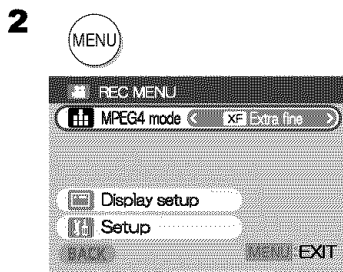 2
MENU
REC MENU
MPEG4 mode < XF Extra fine >
Display setup
Setup
BACK MENU EXIT